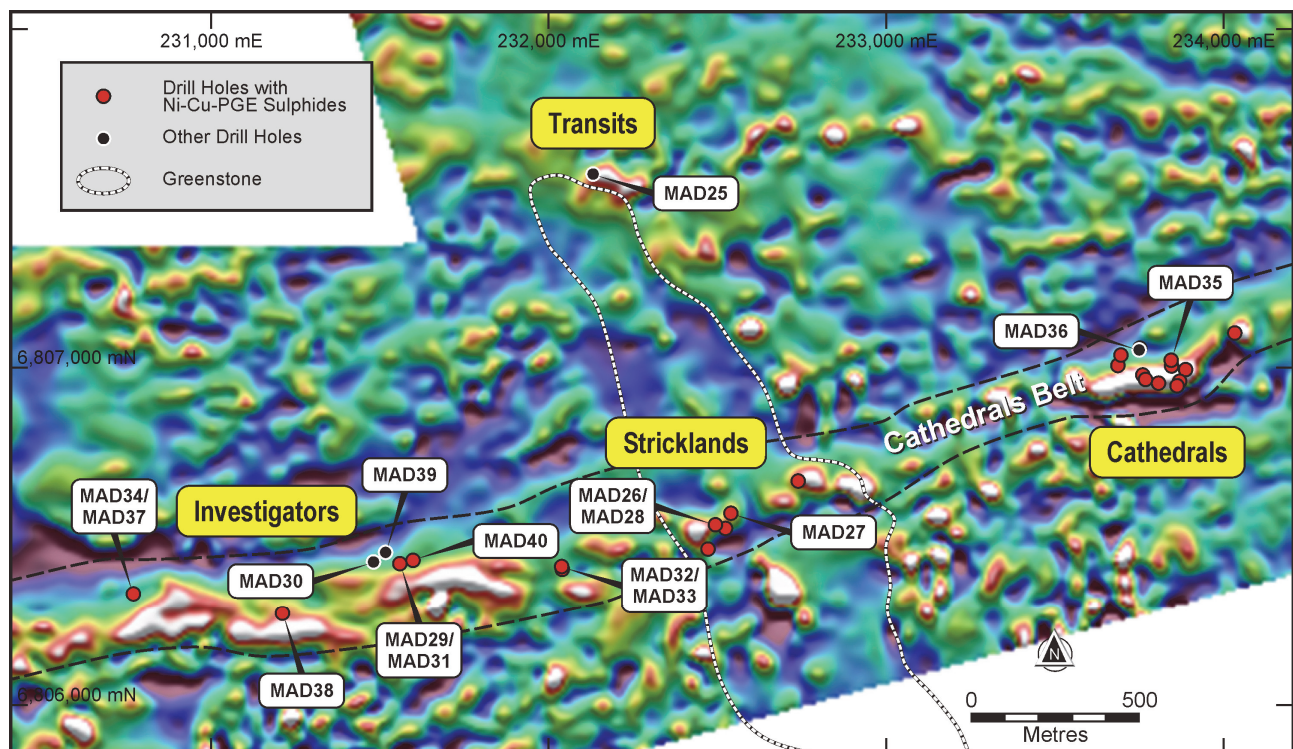 231,000 mE
232,000 mE
233,000 mE
234,000 mE
Drill Holes with
Ni-Cu-PGE Sulphides
Other Drill Holes
Greenstone
Transits
MAD25
MAD35
MAD36
6,807,000 mN
Cathedrals Belt
Stricklands
Cathedrals
MAD39
MAD34/
MAD37
Investigators
MAD26/
MAD28
MAD27
MAD40
MAD30
MAD32/
MAD33
MAD29/
MAD31
MAD38
6,806,000 mN
N
0
500
Metres